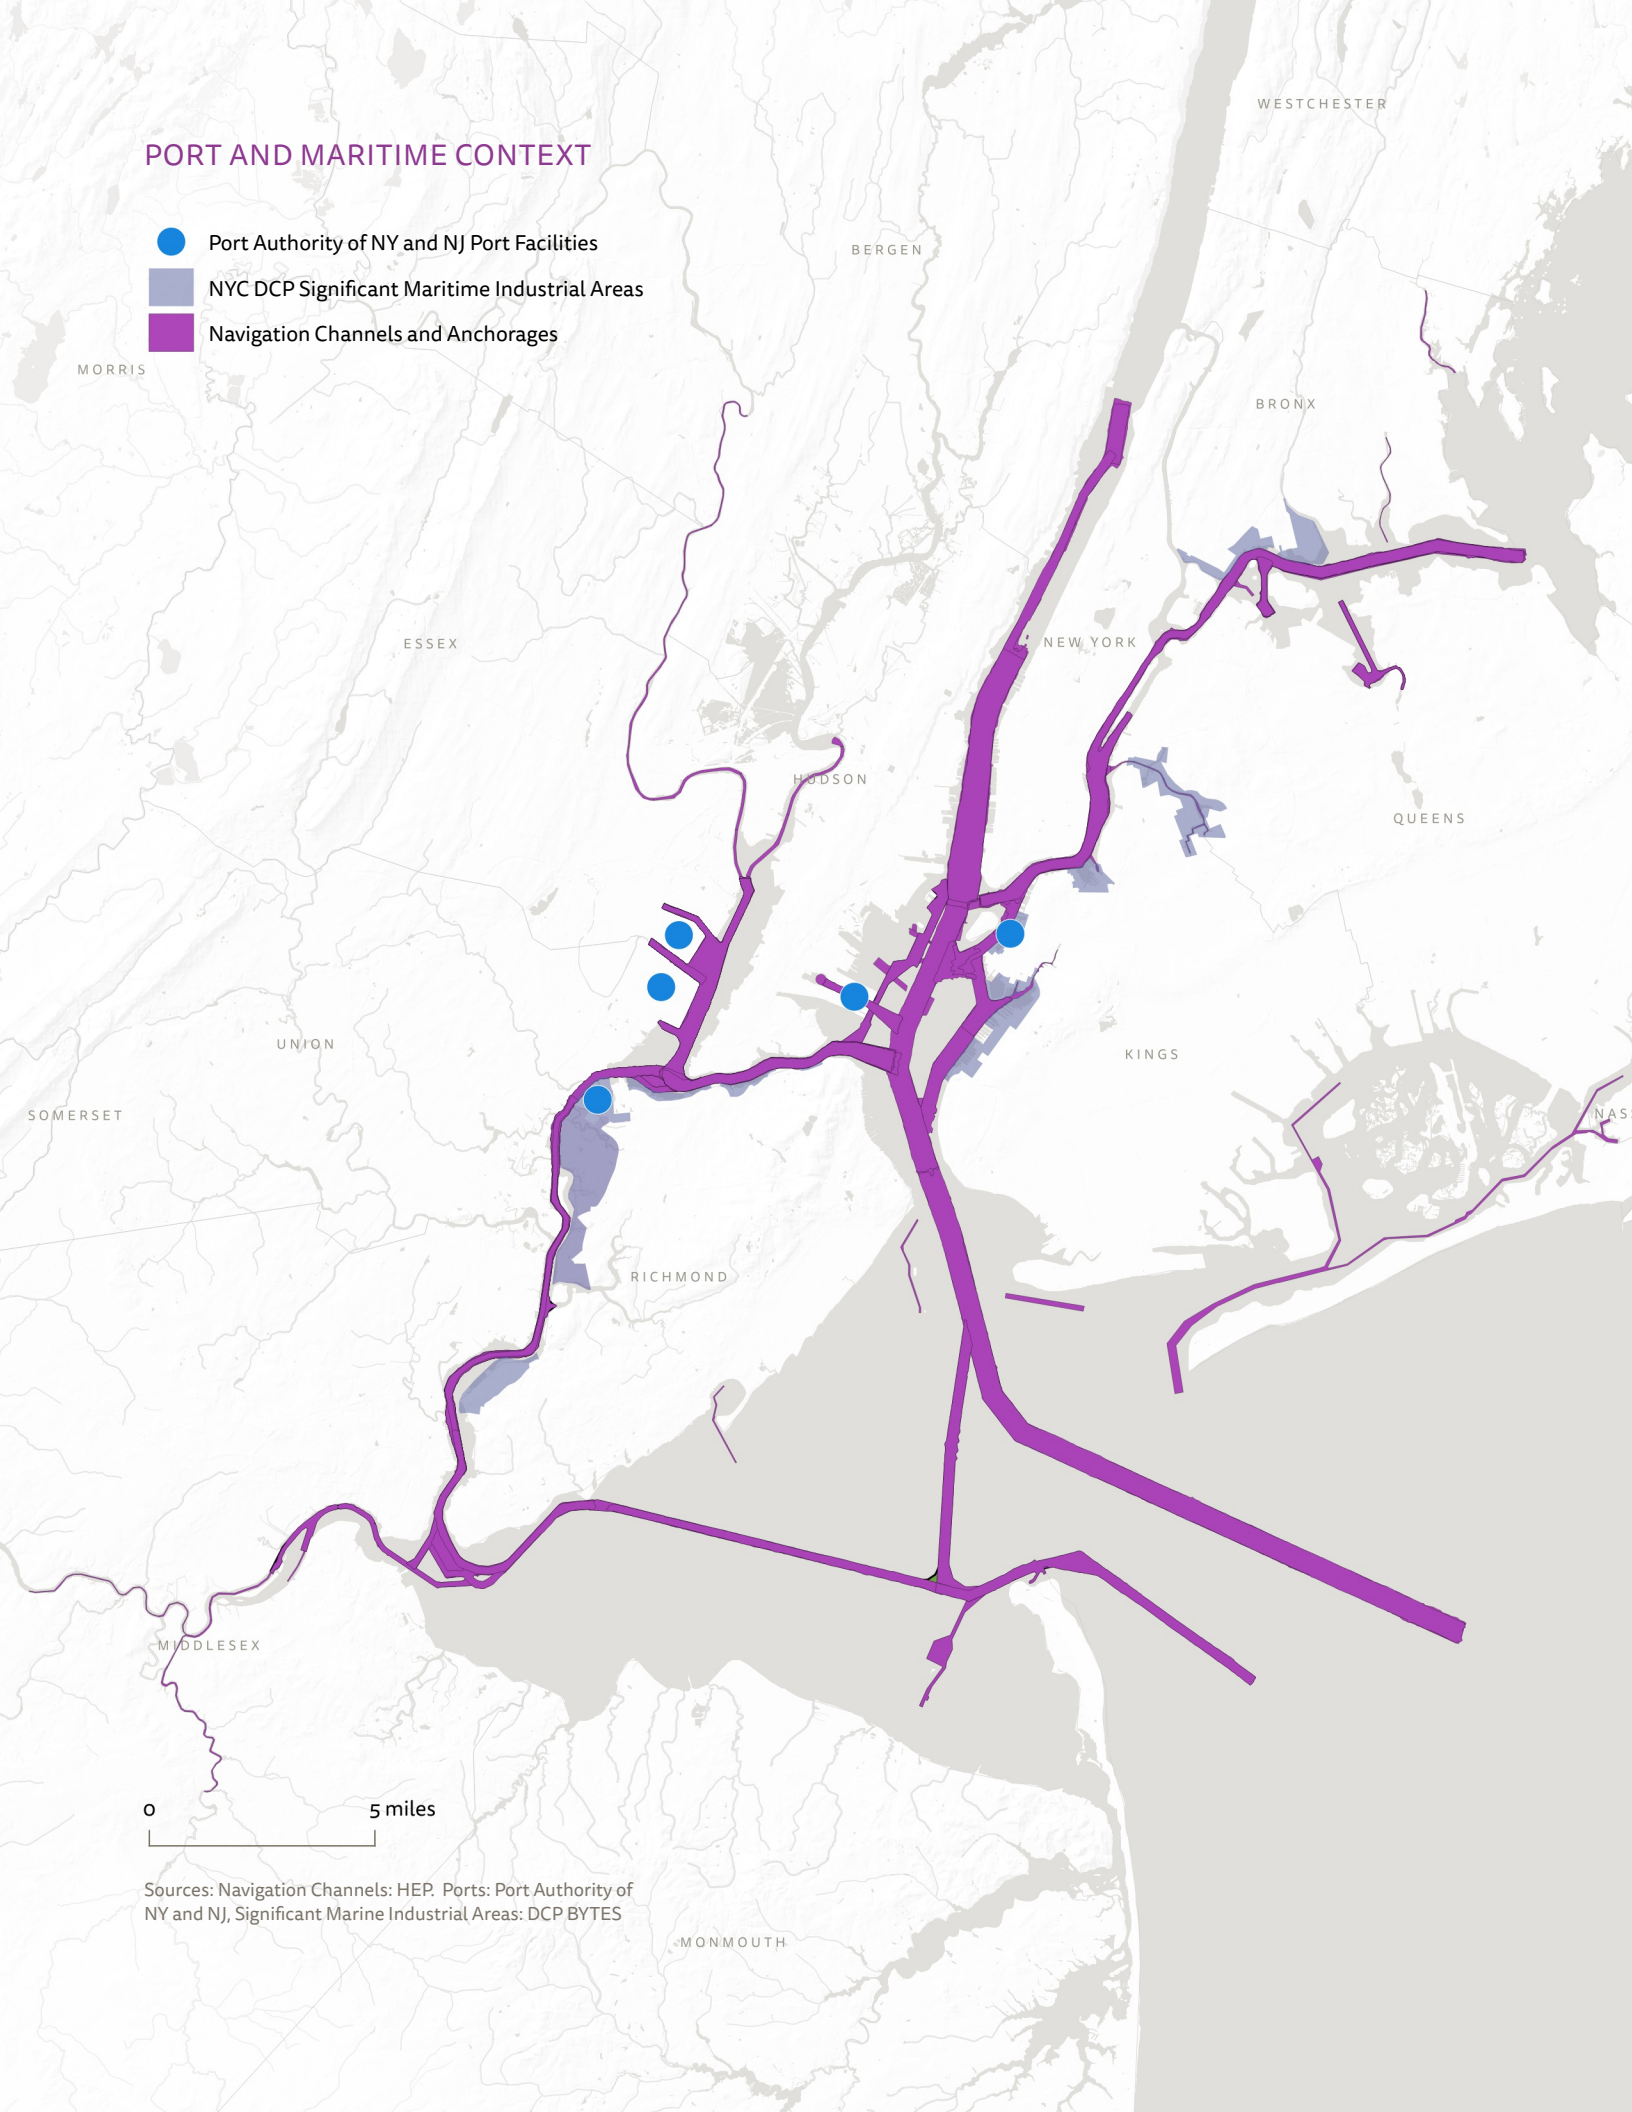 WESTCHESTER
PORT AND MARITIME CONTEXT
Port Authority of NY and NJ Port Facilities
BERGEN
NYC DCP Significant Maritime Industrial Areas
Navigation Channels and Anchorages
MORRIS
BRONX
ESSEX
NEW YORK
HUDSON
QUEENS
UNION
KINGS
SOMERSET
NASS
RICHMOND
MIDDLESEX
0 5 miles
Sources: Navigation Channels: HEP. Ports: Port Authority of
NY and NJ, Significant Marine Industrial Areas: DCP BYTES
MONMOUTH